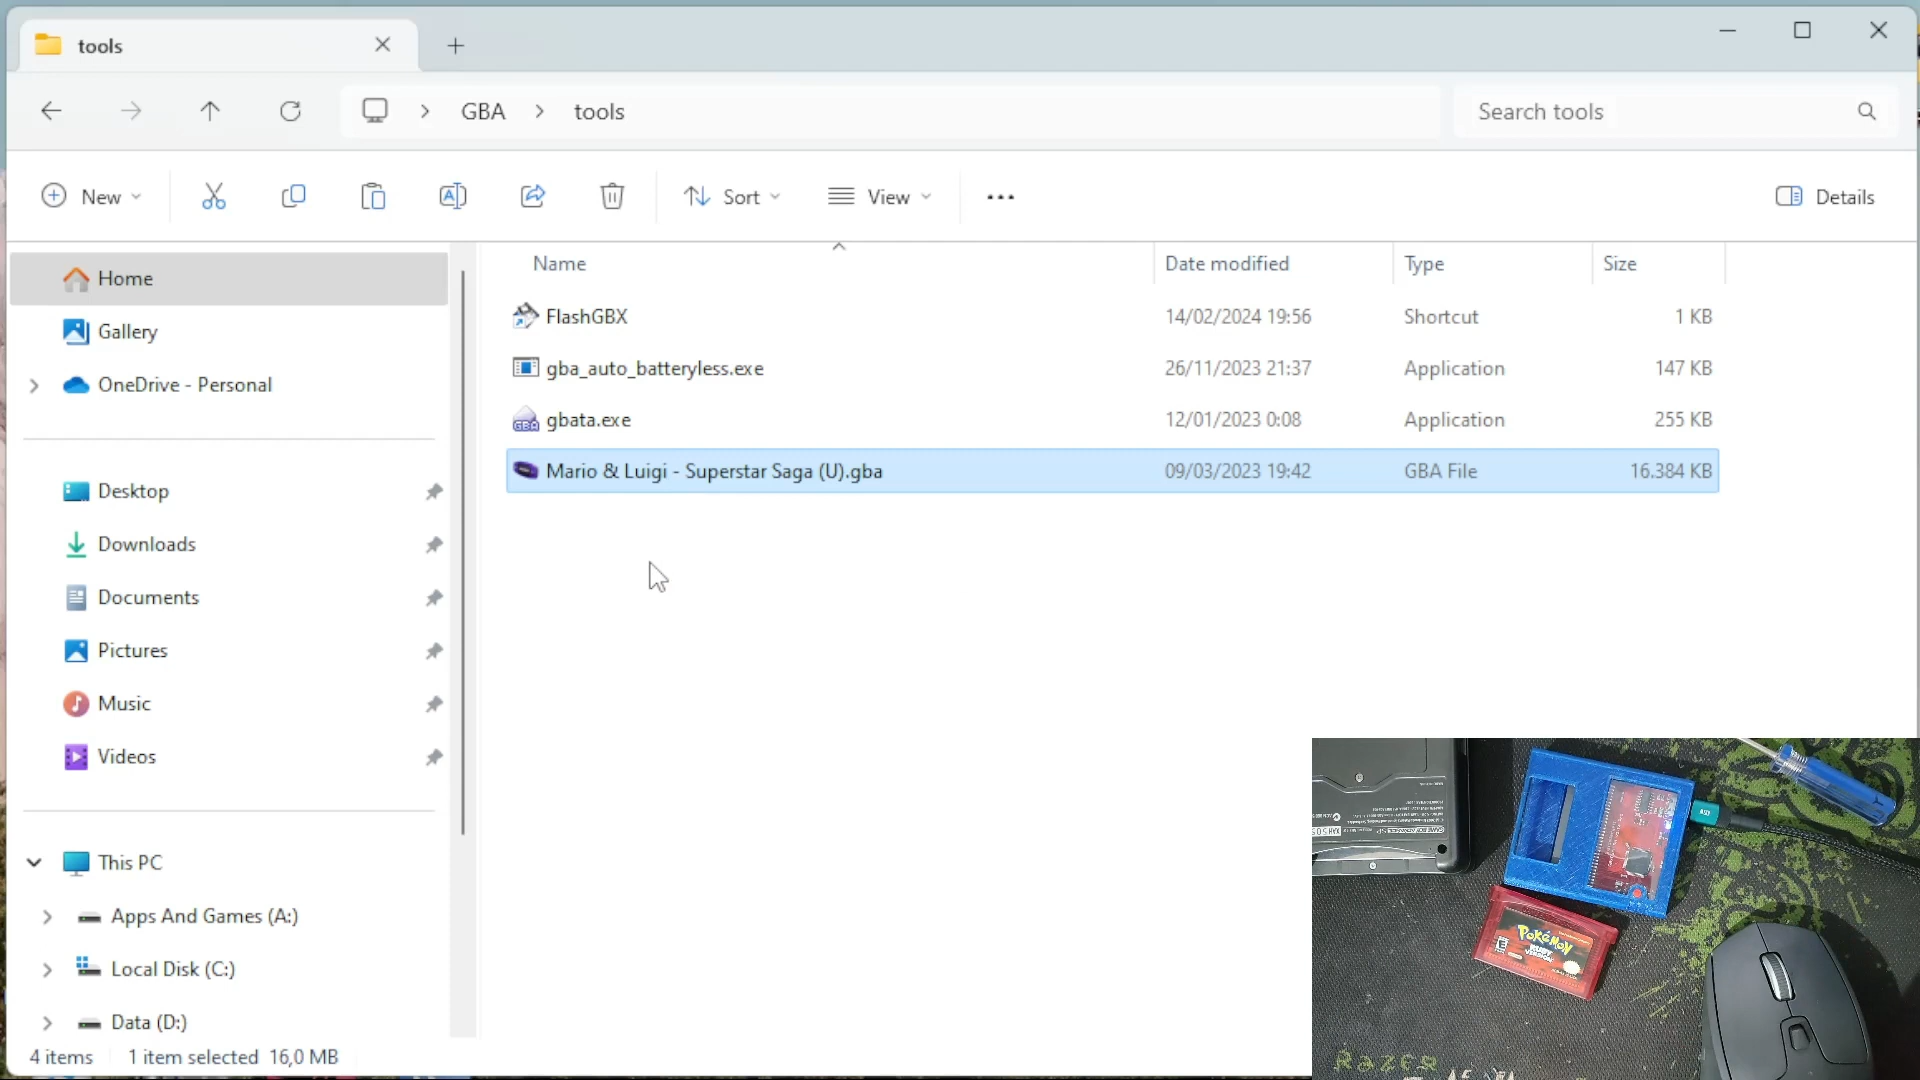 tools
GBA
tools
Search tools
New
Sort
View
Details
Home
Gallery
OneDrive - Personal
Desktop
Downloads
Documents
Pictures
Music
Videos
This PC
Apps And Games (A:)
Local Disk (C:)
Data (D:)
Name Date modified Type Size
FlashGBX 14/02/2024 19:56 Shortcut 1 KB
gba_auto_batteryless.exe 26/11/2023 21:37 Application 147 KB
gbata.exe 12/01/2023 0:08 Application 255 KB
Mario & Luigi - Superstar Saga (U).gba 09/03/2023 19:42 GBA File 16.384 KB
4 items 1 item selected 16,0 MB
POKéMON
RUBY
VERSION
E
RAZER